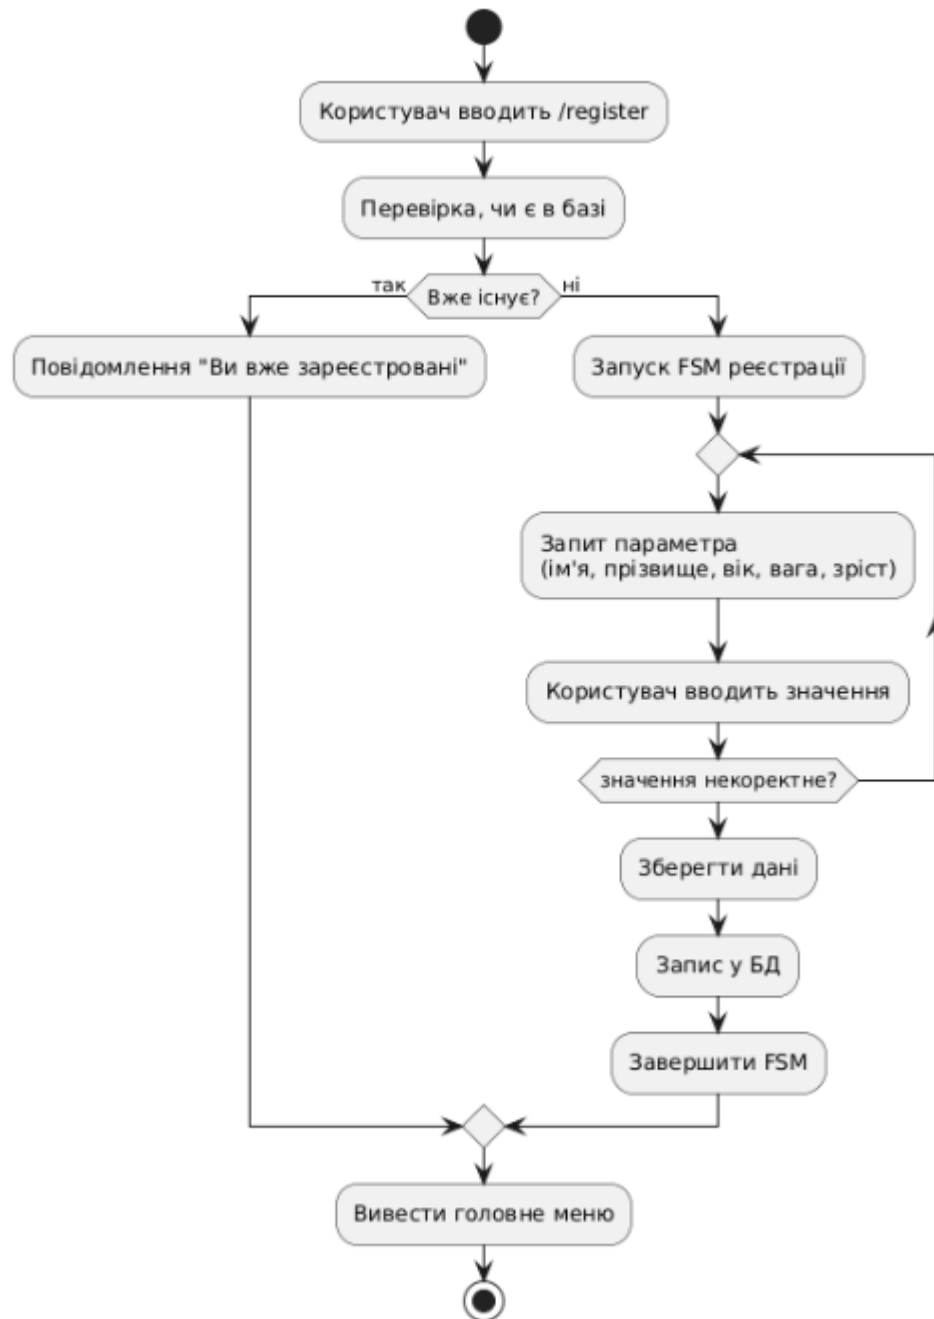 Користувач вводить /register
Перевірка, чи є в базі
так
Вже існує?
ні
Повідомлення "Ви вже зареєстровані"
Запуск FSM реєстрації
Запит параметра
(ім'я, прізвище, вік, вага, зріст)
Користувач вводить значення
значення некоректне?
Зберегти дані
Запис у БД
Завершити FSM
Вивести головне меню